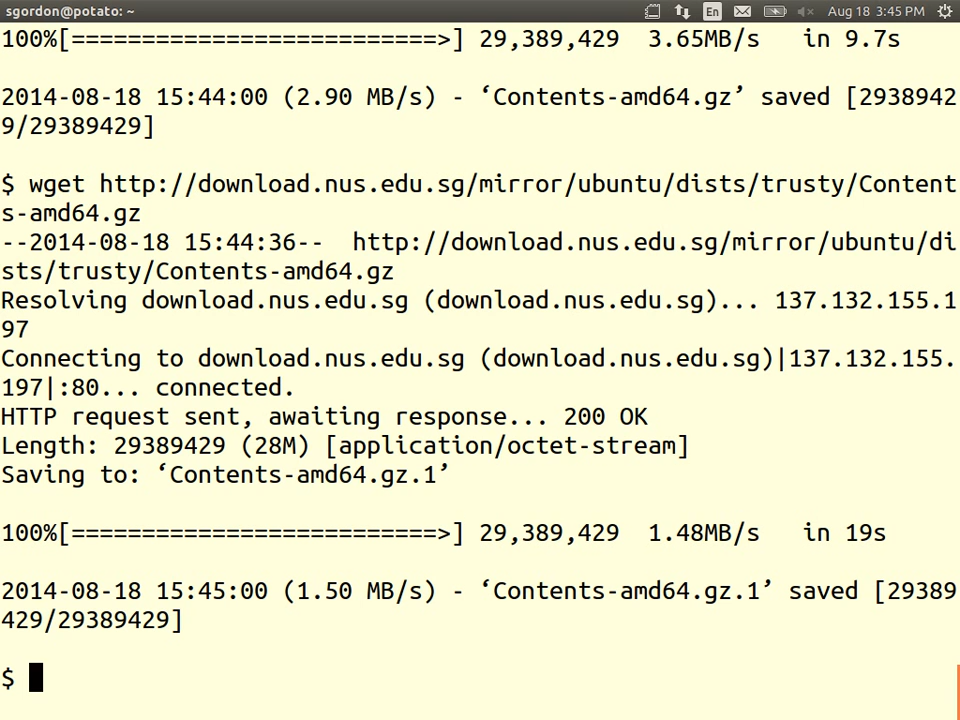 sgordon@potato: ~
En
Aug 18 3:45 PM
100%[==========================>] 29,389,429  3.65MB/s   in 9.7s
2014-08-18 15:44:00 (2.90 MB/s) - ‘Contents-amd64.gz’ saved [2938942
9/29389429]
$ wget http://download.nus.edu.sg/mirror/ubuntu/dists/trusty/Content
s-amd64.gz
--2014-08-18 15:44:36--  http://download.nus.edu.sg/mirror/ubuntu/di
sts/trusty/Contents-amd64.gz
Resolving download.nus.edu.sg (download.nus.edu.sg)... 137.132.155.1
97
Connecting to download.nus.edu.sg (download.nus.edu.sg)|137.132.155.
197|:80... connected.
HTTP request sent, awaiting response... 200 OK
Length: 29389429 (28M) [application/octet-stream]
Saving to: ‘Contents-amd64.gz.1’
100%[==========================>] 29,389,429  1.48MB/s   in 19s
2014-08-18 15:45:00 (1.50 MB/s) - ‘Contents-amd64.gz.1’ saved [29389
429/29389429]
$